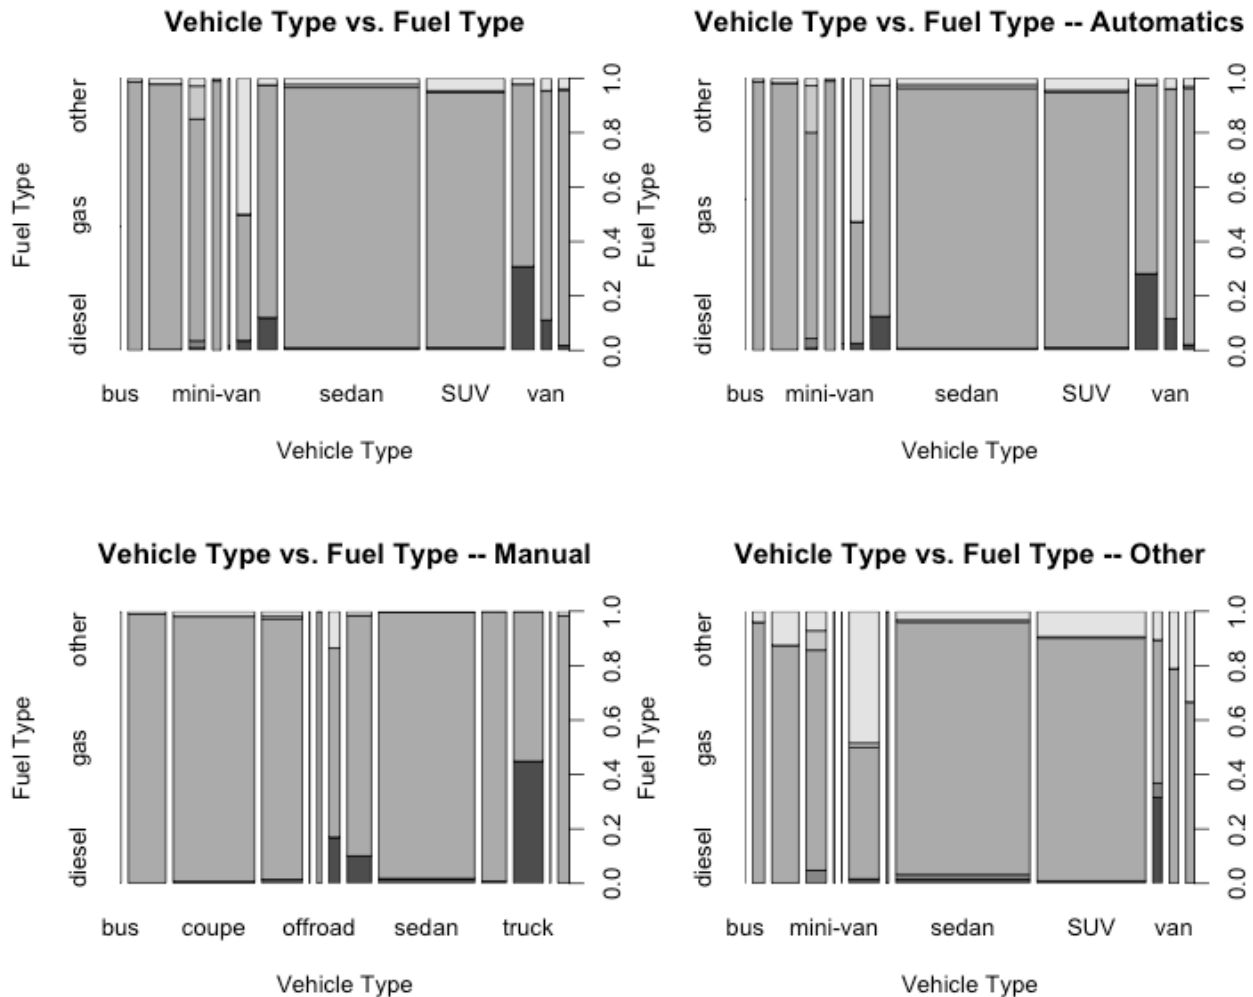 Vehicle Type vs. Fuel Type
Fuel Type
other
gas
diesel
1.0
0.8
0.6
0.4
0.2
0.0
bus mini-van sedan SUV van
Vehicle Type
Vehicle Type vs. Fuel Type -- Automatics
Fuel Type
other
gas
diesel
1.0
0.8
0.6
0.4
0.2
0.0
bus mini-van sedan SUV van
Vehicle Type
Vehicle Type vs. Fuel Type -- Manual
Fuel Type
other
gas
diesel
1.0
0.8
0.6
0.4
0.2
0.0
bus coupe offroad sedan truck
Vehicle Type
Vehicle Type vs. Fuel Type -- Other
Fuel Type
other
gas
diesel
1.0
0.8
0.6
0.4
0.2
0.0
bus mini-van sedan SUV van
Vehicle Type